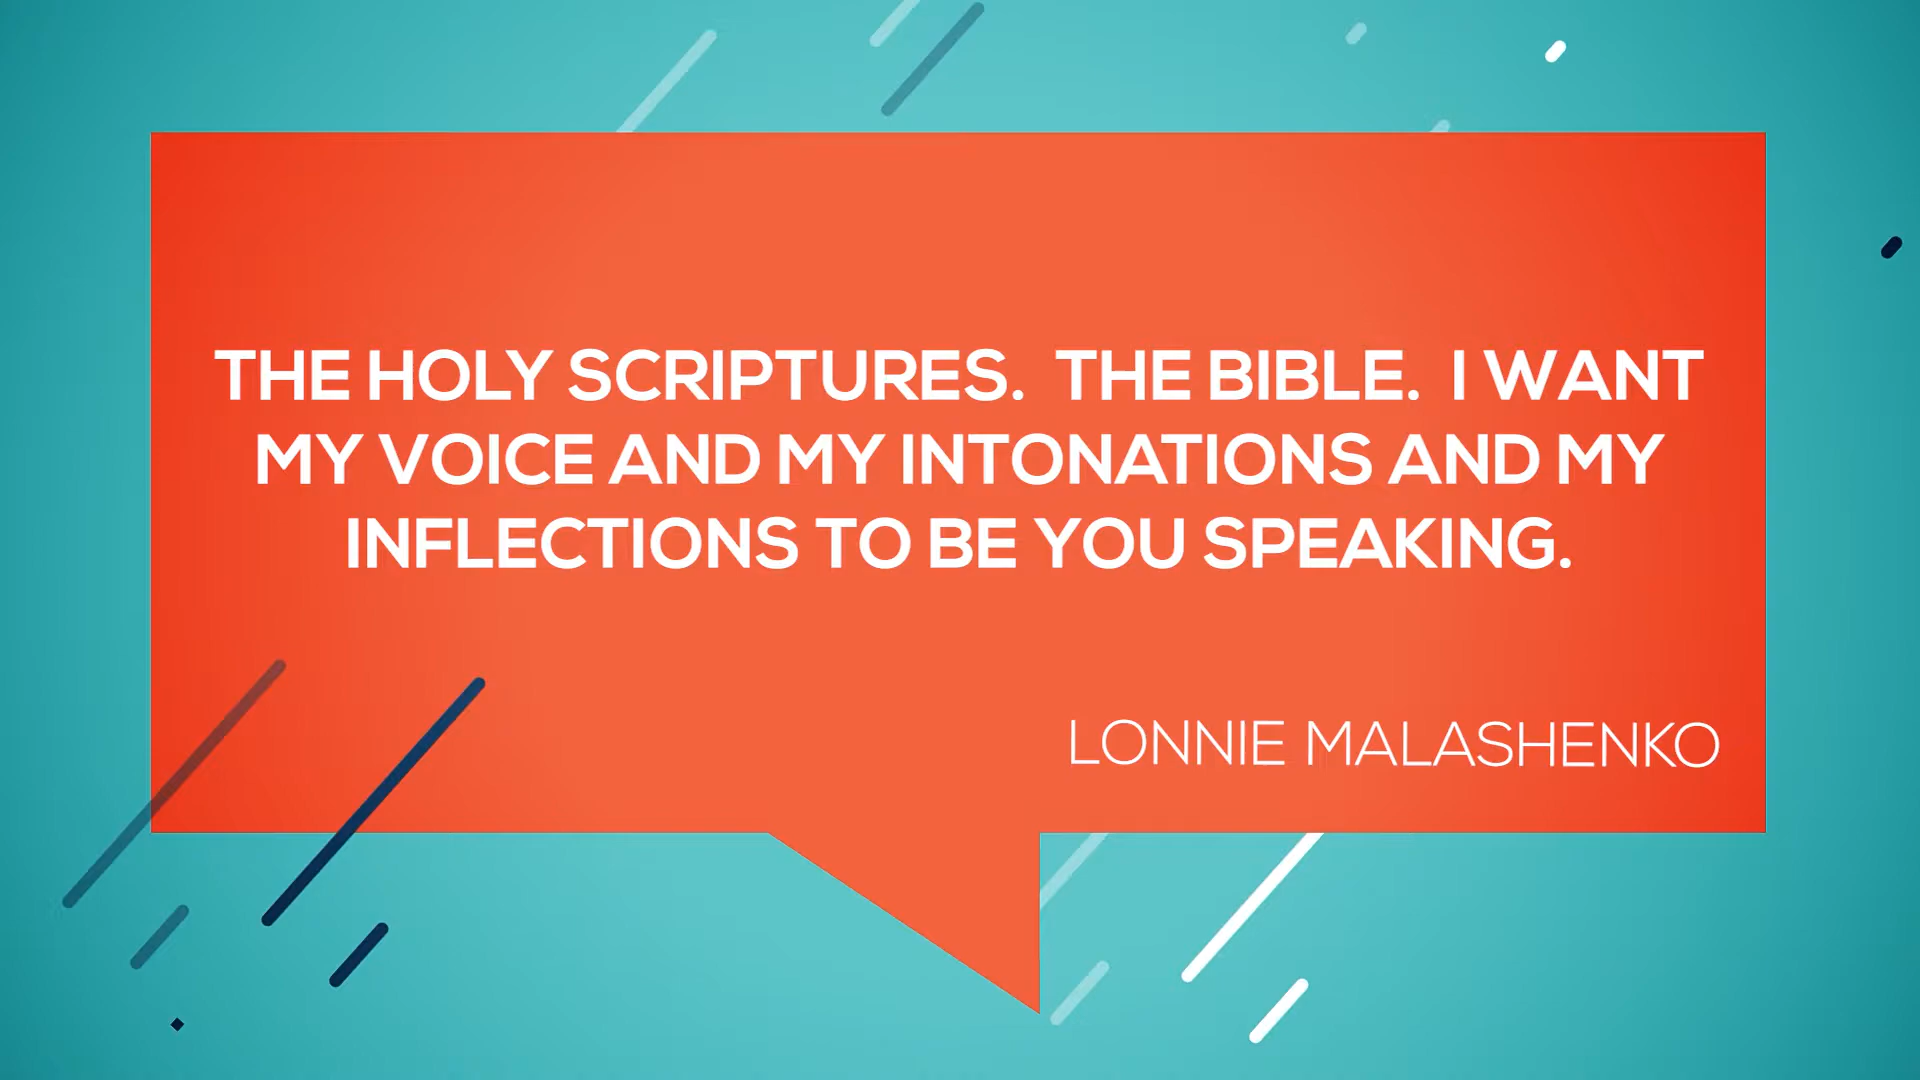 THE HOLY SCRIPTURES.  THE BIBLE.  I WANT
MY VOICE AND MY INTONATIONS AND MY
INFLECTIONS TO BE YOU SPEAKING.
LONNIE MALASHENKO